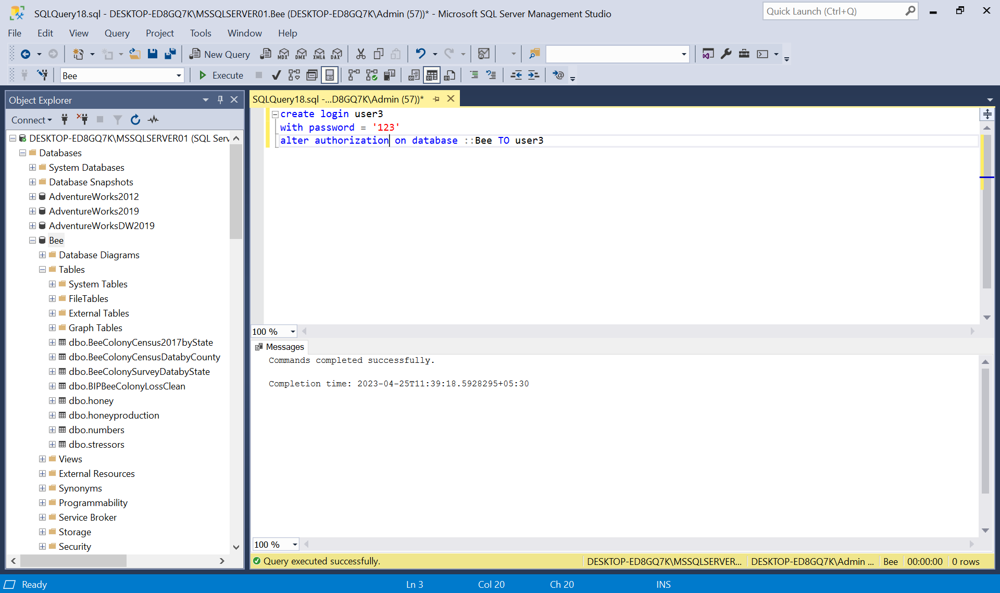 SQLQuery18.sql - DESKTOP-ED8GQ7K\MSSQLSERVER01.Bee (DESKTOP-ED8GQ7K\Admin (57))* - Microsoft SQL Server Management Studio
Quick Launch (Ctrl+Q)
File Edit View Query Project Tools Window Help
New Query MDX DMX XMLA DAX
Bee Execute
Object Explorer
Connect
DESKTOP-ED8GQ7K\MSSQLSERVER01 (SQL Serv
Databases
System Databases
Database Snapshots
AdventureWorks2012
AdventureWorks2019
AdventureWorksDW2019
Bee
Database Diagrams
Tables
System Tables
FileTables
External Tables
Graph Tables
dbo.BeeColonyCensus2017byState
dbo.BeeColonyCensusDatabyCounty
dbo.BeeColonySurveyDatabyState
dbo.BIPBeeColonyLossClean
dbo.honey
dbo.honeyproduction
dbo.numbers
dbo.stressors
Views
External Resources
Synonyms
Programmability
Service Broker
Storage
Security
SQLQuery18.sql -...D8GQ7K\Admin (57))*
create login user3
with password = '123'
alter authorization on database ::Bee TO user3
100 %
Messages
Commands completed successfully.
Completion time: 2023-04-25T11:39:18.5928295+05:30
100 %
Query executed successfully. DESKTOP-ED8GQ7K\MSSQLSERVER... DESKTOP-ED8GQ7K\Admin ... Bee 00:00:00 0 rows
Ready Ln 3 Col 20 Ch 20 INS